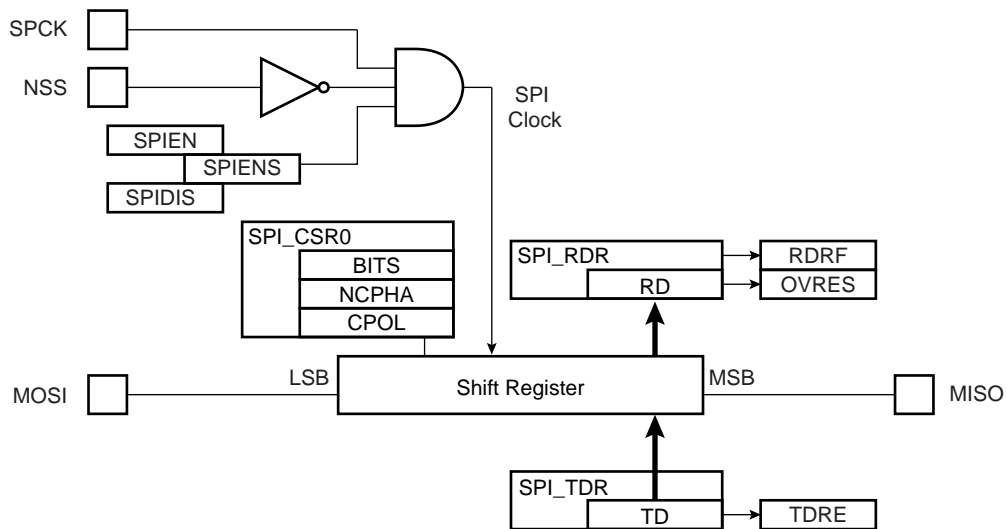 SPCK
NSS
SPI
Clock
SPIEN
SPIENS
SPIDIS
SPI_CSR0
BITS
NCPHA
CPOL
SPI_RDR
RD
RDRF
OVRES
MOSI
LSB
Shift Register
MSB
MISO
SPI_TDR
TD
TDRE